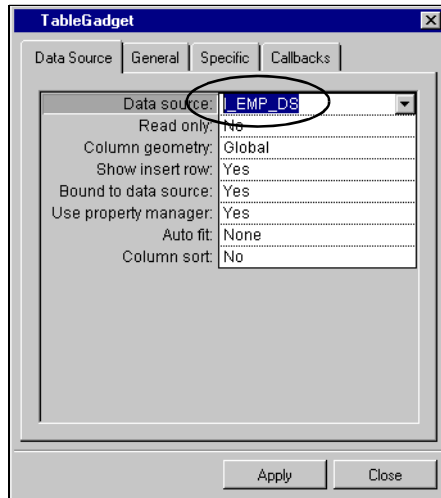 TableGadget
Data Source General Specific Callbacks
Data source: I_EMP_DS
Read only: No
Column geometry: Global
Show insert row: Yes
Bound to data source: Yes
Use property manager: Yes
Auto fit: None
Column sort: No
Apply Close